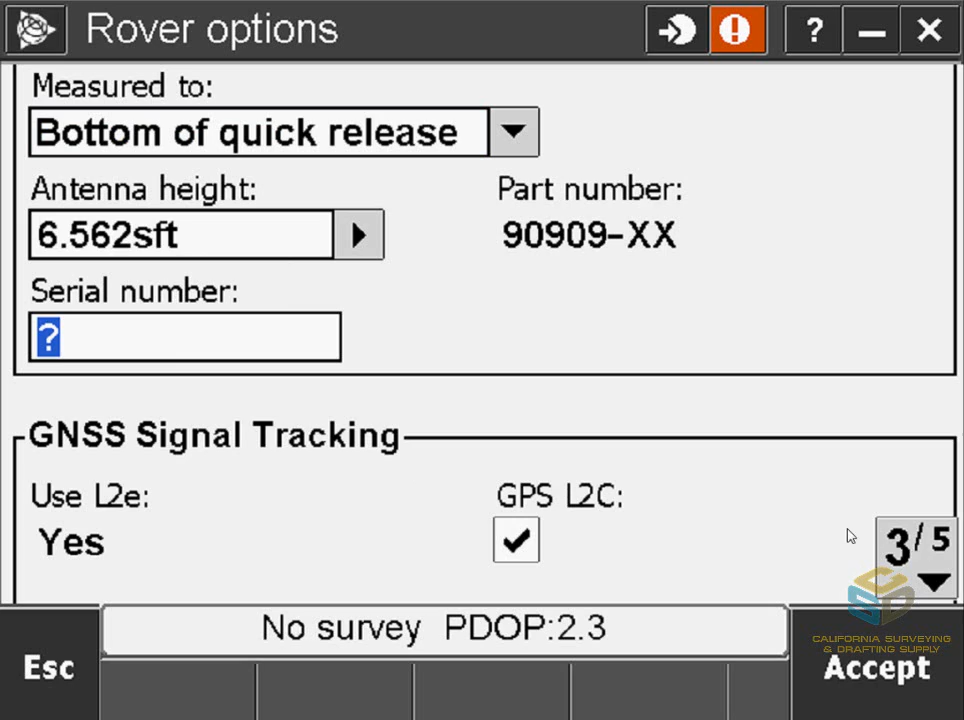 Rover options
?
Measured to:
Bottom of quick release
Antenna height:
Part number:
6.562sft
90909-XX
Serial number:
?
GNSS Signal Tracking
Use L2e:
GPS L2C:
Yes
3/5
No survey PDOP:2.3
CALIFORNIA SURVEYING
& DRAFTING SUPPLY
Esc
Accept